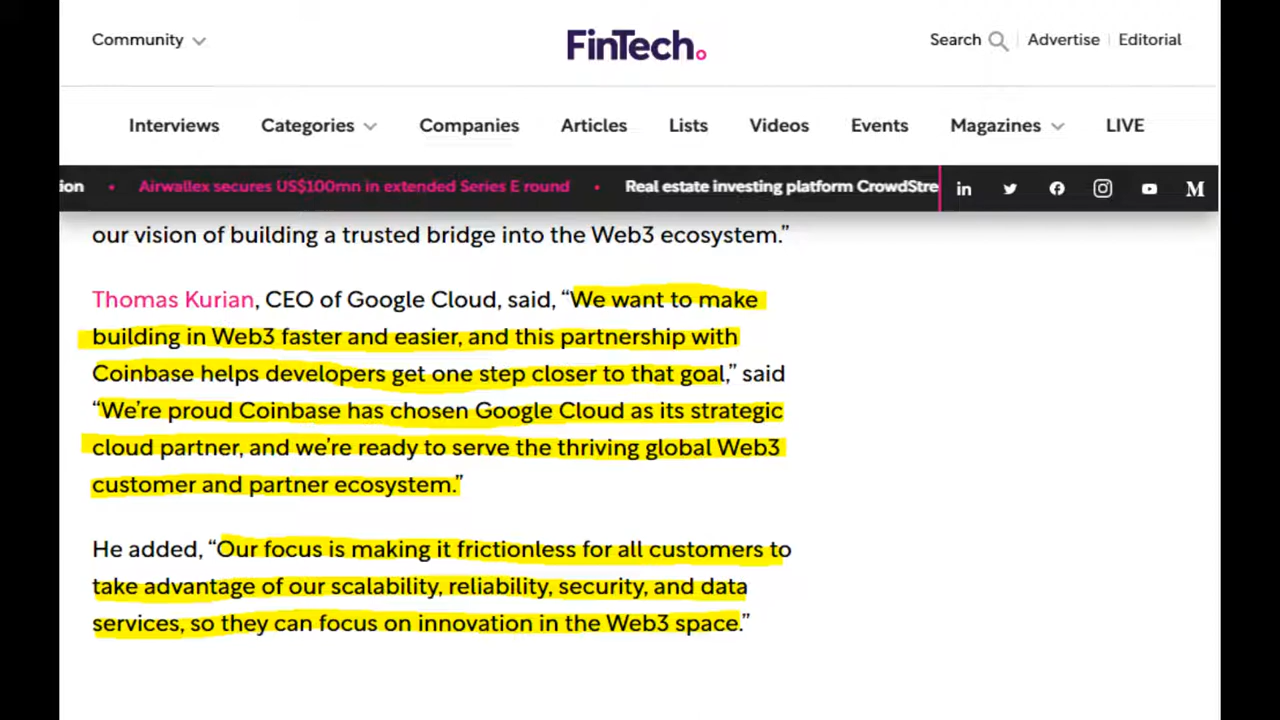 Community
FinTech.
Search
Advertise
Editorial
Interviews
Categories
Companies
Articles
Lists
Videos
Events
Magazines
LIVE
ion • Airwallex secures US$100mn in extended Series E round • Real estate investing platform CrowdStre
our vision of building a trusted bridge into the Web3 ecosystem.”
Thomas Kurian, CEO of Google Cloud, said, “We want to make
building in Web3 faster and easier, and this partnership with
Coinbase helps developers get one step closer to that goal,” said
“We’re proud Coinbase has chosen Google Cloud as its strategic
cloud partner, and we’re ready to serve the thriving global Web3
customer and partner ecosystem.”
He added, “Our focus is making it frictionless for all customers to
take advantage of our scalability, reliability, security, and data
services, so they can focus on innovation in the Web3 space.”